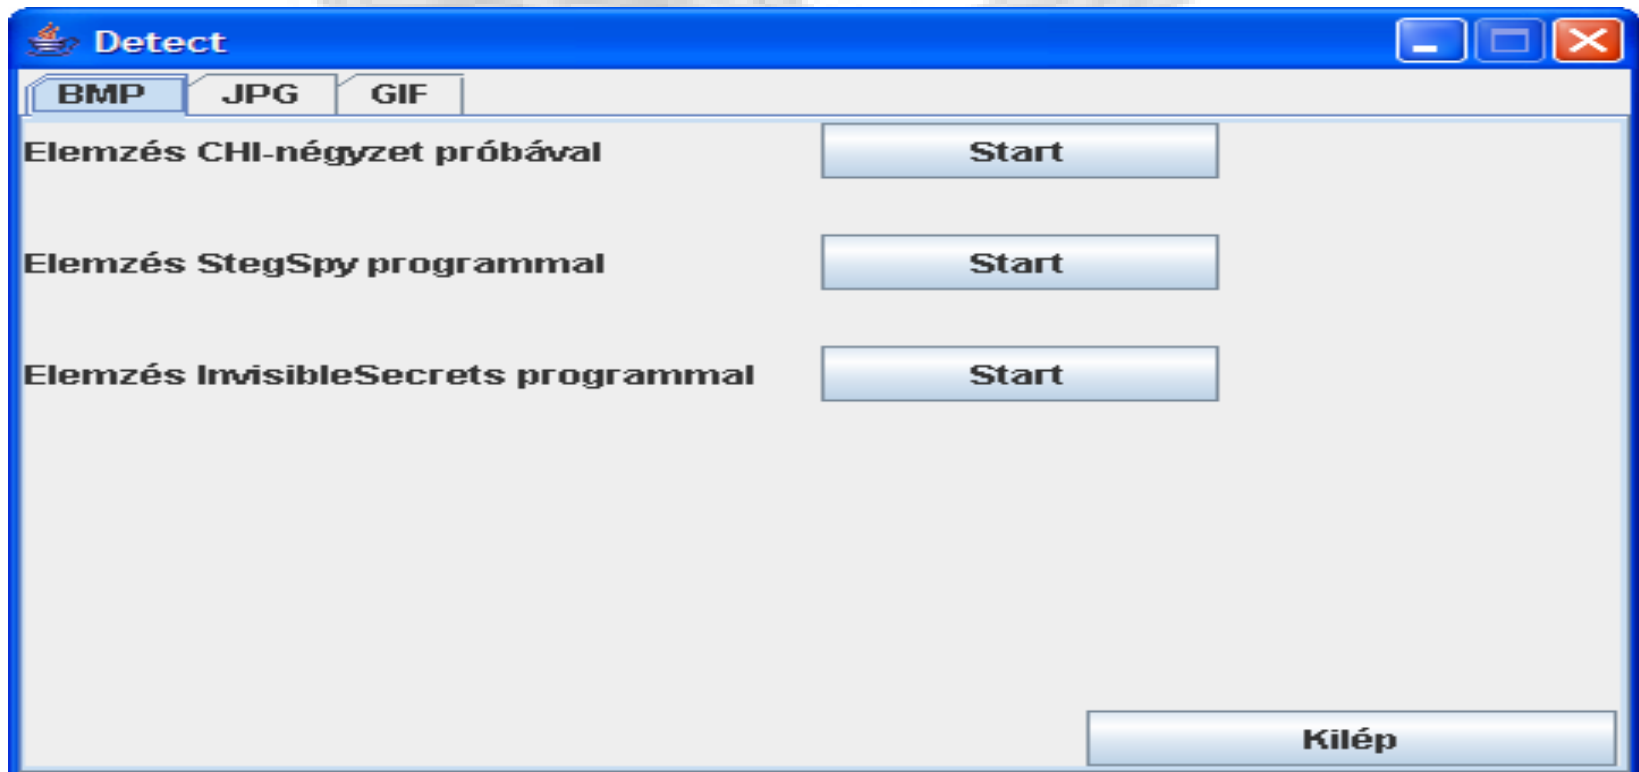 Detect
BMP JPG GIF
Elemzés CHI-négyzet próbával Start
Elemzés StegSpy programmal Start
Elemzés InvisibleSecrets programmal Start
Kilép